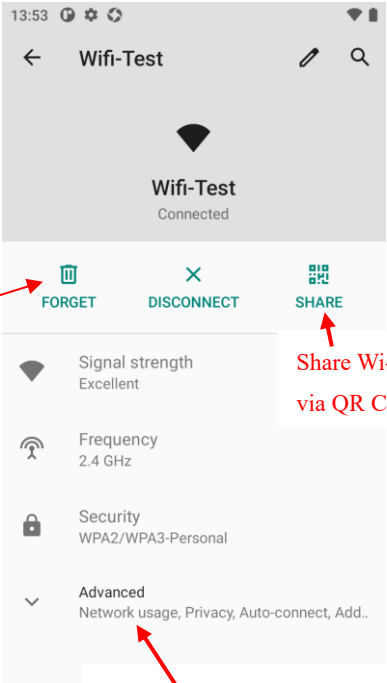 13:53
Wifi-Test
Wifi-Test
Connected
FORGET DISCONNECT SHARE
Signal strength
Excellent
Share Wi-
via QR C
Frequency
2.4 GHz
Security
WPA2/WPA3-Personal
Advanced
Network usage, Privacy, Auto-connect, Add..